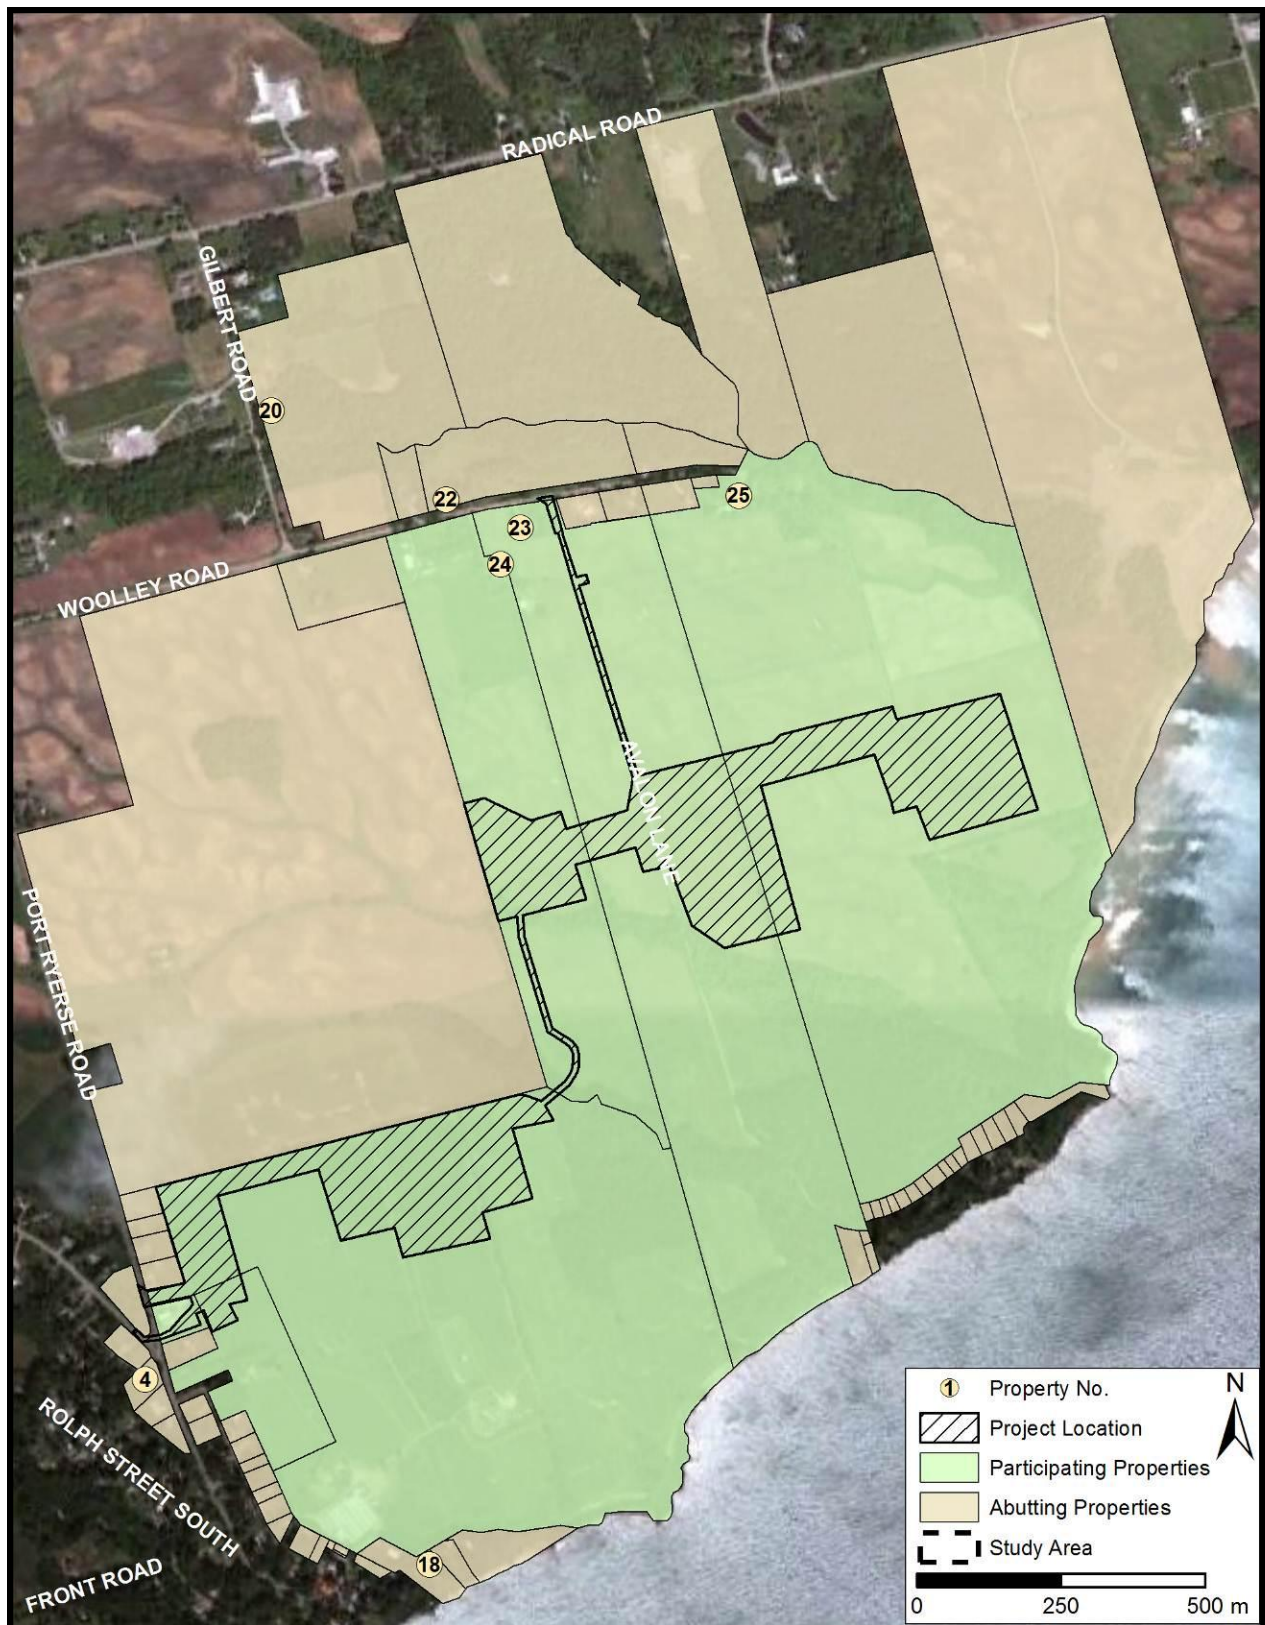 RADICAL ROAD
GILBERT ROAD
20
22
25
23
24
WOOLLEY ROAD
AVALON LANE
PORT RYERSE ROAD
4
ROLPH STREET SOUTH
18
FRONT ROAD
1 Property No.
N
Project Location
Participating Properties
Abutting Properties
Study Area
0 250 500 m